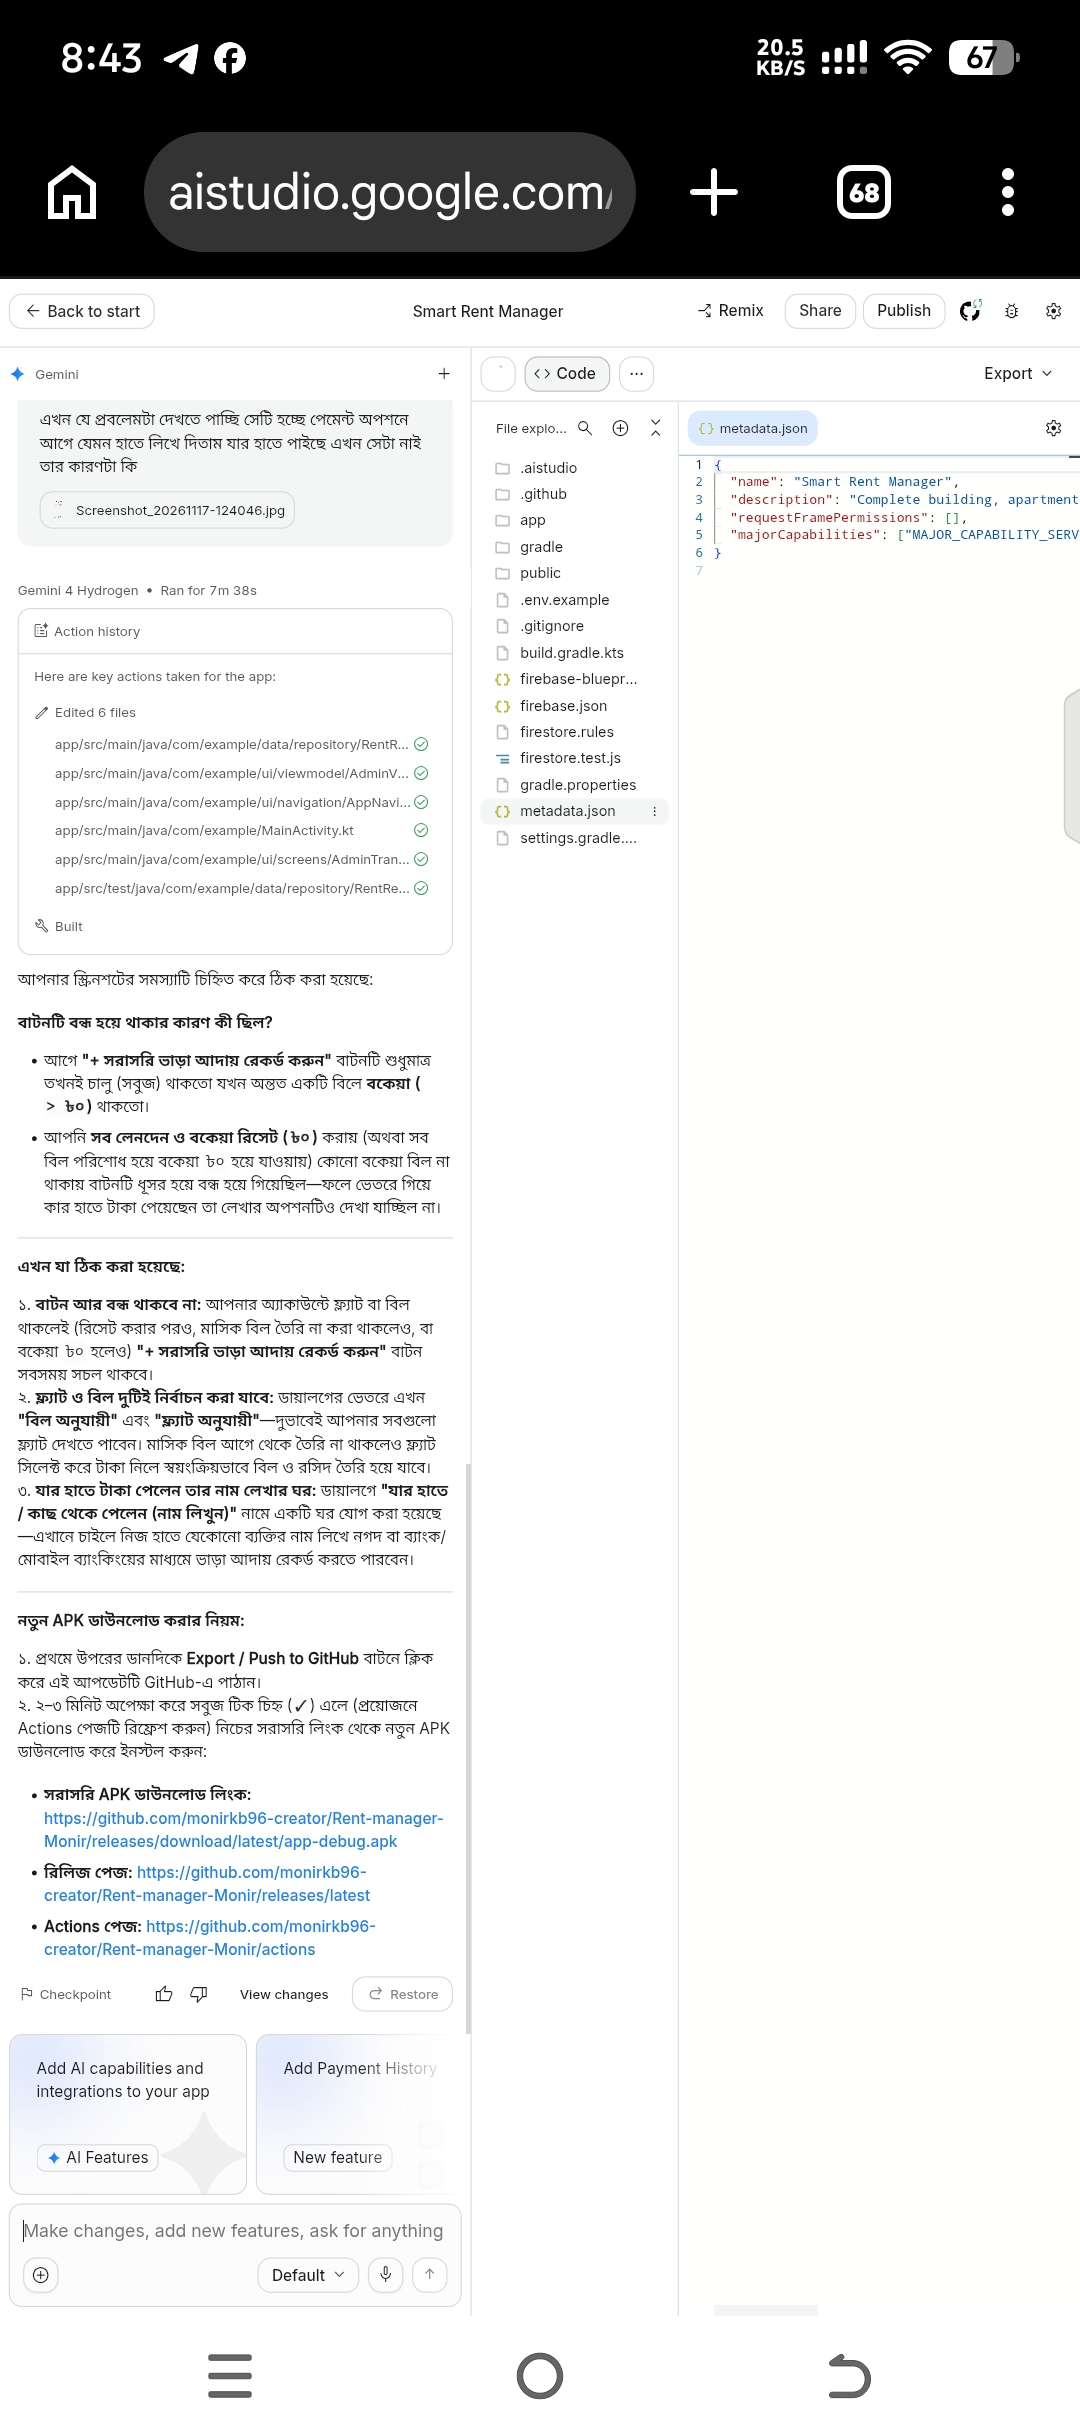 8:43
20.5 KB/S
67
aistudio.google.com/
68
Back to start
Smart Rent Manager
Remix
Share
Publish
Gemini
Code
Export
এখন যে প্রবলেমটা দেখতে পাচ্ছি সেটি হচ্ছে পেমেন্ট অপশনে
আগে যেমন হাতে লিখে দিতাম যার হাতে পাইছে এখন সেটা নাই
তার কারণটা কি
Screenshot_20261117-124046.jpg
Gemini 4 Hydrogen • Ran for 7m 38s
Action history
Here are key actions taken for the app:
Edited 6 files
app/src/main/java/com/example/data/repository/RentR...
app/src/main/java/com/example/ui/viewmodel/AdminV...
app/src/main/java/com/example/ui/navigation/AppNavi...
app/src/main/java/com/example/MainActivity.kt
app/src/main/java/com/example/ui/screens/AdminTran...
app/src/test/java/com/example/data/repository/RentRe...
Built
আপনার স্ক্রিনশটের সমস্যাটি চিহ্নিত করে ঠিক করা হয়েছে:
বাটনটি বন্ধ হয়ে থাকার কারণ কী ছিল?
• আগে "+ সরাসরি ভাড়া আদায় রেকর্ড করুন" বাটনটি শুধুমাত্র
তখনই চালু (সবুজ) থাকতো যখন অন্তত একটি বিলে বকেয়া (
> ৳০) থাকতো।
• আপনি সব লেনদেন ও বকেয়া রিসেট (৳০) করায় (অথবা সব
বিল পরিশোধ হয়ে বকেয়া ৳০ হয়ে যাওয়ায়) কোনো বকেয়া বিল না
থাকায় বাটনটি ধূসর হয়ে বন্ধ হয়ে গিয়েছিল—ফলে ভেতরে গিয়ে
কার হাতে টাকা পেয়েছেন তা লেখার অপশনটিও দেখা যাচ্ছিল না।
এখন যা ঠিক করা হয়েছে:
১. বাটন আর বন্ধ থাকবে না: আপনার অ্যাকাউন্টে ফ্ল্যাট বা বিল
থাকলেই (রিসেট করার পরও, মাসিক বিল তৈরি না করা থাকলেও, বা
বকেয়া ৳০ হলেও) "+ সরাসরি ভাড়া আদায় রেকর্ড করুন" বাটন
সবসময় সচল থাকবে।
২. ফ্ল্যাট ও বিল দুটিই নির্বাচন করা যাবে: ডায়ালগের ভেতরে এখন
"বিল অনুযায়ী" এবং "ফ্ল্যাট অনুযায়ী"—দুভাবেই আপনার সবগুলো
ফ্ল্যাট দেখতে পাবেন। মাসিক বিল আগে থেকে তৈরি না থাকলেও ফ্ল্যাট
সিলেক্ট করে টাকা নিলে স্বয়ংক্রিয়ভাবে বিল ও রসিদ তৈরি হয়ে যাবে।
৩. যার হাতে টাকা পেলেন তার নাম লেখার ঘর: ডায়ালগে "যার হাতে
/ কাছ থেকে পেলেন (নাম লিখুন)" নামে একটি ঘর যোগ করা হয়েছে
—এখানে চাইলে নিজ হাতে যেকোনো ব্যক্তির নাম লিখে নগদ বা ব্যাংক/
মোবাইল ব্যাংকিংয়ের মাধ্যমে ভাড়া আদায় রেকর্ড করতে পারবেন।
নতুন APK ডাউনলোড করার নিয়ম:
১. প্রথমে উপরের ডানদিকে Export / Push to GitHub বাটনে ক্লিক
করে এই আপডেটটি GitHub-এ পাঠান।
২. ২–৩ মিনিট অপেক্ষা করে সবুজ টিক চিহ্ন (✓) এলে (প্রয়োজনে
Actions পেজটি রিফ্রেশ করুন) নিচের সরাসরি লিংক থেকে নতুন APK
ডাউনলোড করে ইনস্টল করুন:
• সরাসরি APK ডাউনলোড লিংক:
https://github.com/monirkb96-creator/Rent-manager-
Monir/releases/download/latest/app-debug.apk
• রিলিজ পেজ: https://github.com/monirkb96-
creator/Rent-manager-Monir/releases/latest
• Actions পেজ: https://github.com/monirkb96-
creator/Rent-manager-Monir/actions
Checkpoint
View changes
Restore
Add AI capabilities and
integrations to your app
AI Features
Add Payment History
New feature
Make changes, add new features, ask for anything
Default
File explo...
.aistudio
.github
app
gradle
public
.env.example
.gitignore
build.gradle.kts
firebase-bluepr...
firebase.json
firestore.rules
firestore.test.js
gradle.properties
metadata.json
settings.gradle....
{} metadata.json
1 {
2 "name": "Smart Rent Manager",
3 "description": "Complete building, apartment
4 "requestFramePermissions": [],
5 "majorCapabilities": ["MAJOR_CAPABILITY_SERV
6 }
7